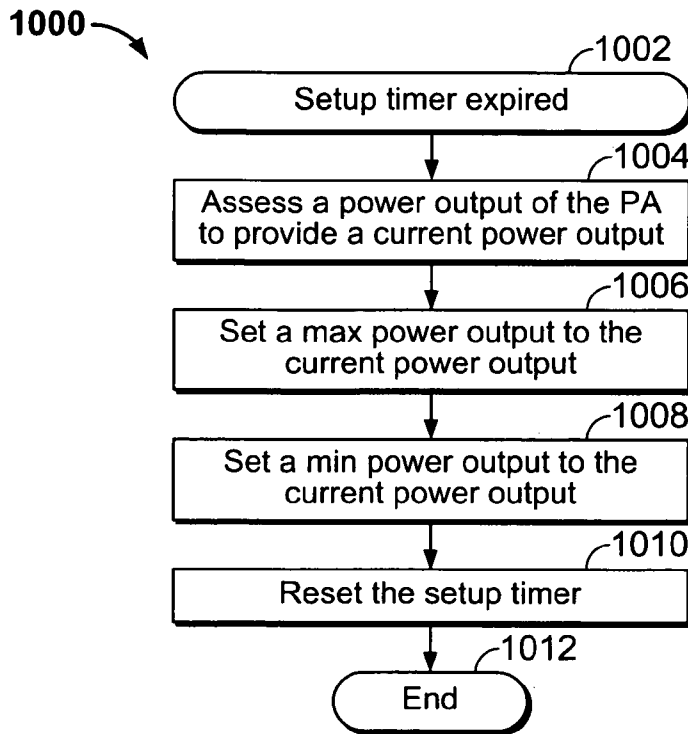 1000
1002
Setup timer expired
1004
Assess a power output of the PA
to provide a current power output
1006
Set a max power output to the
current power output
1008
Set a min power output to the
current power output
1010
Reset the setup timer
1012
End